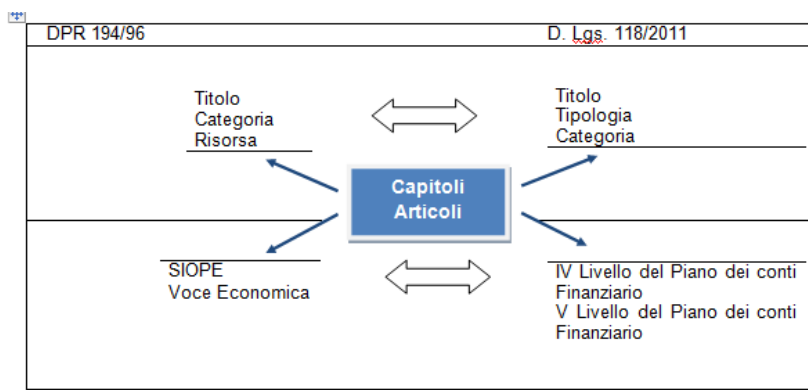 DPR 194/96
D. Lgs. 118/2011
Titolo
Categoria
Risorsa
Titolo
Tipologia
Categoria
Capitoli
Articoli
SIOPE
Voce Economica
IV Livello del Piano dei conti
Finanziario
V Livello del Piano dei conti
Finanziario